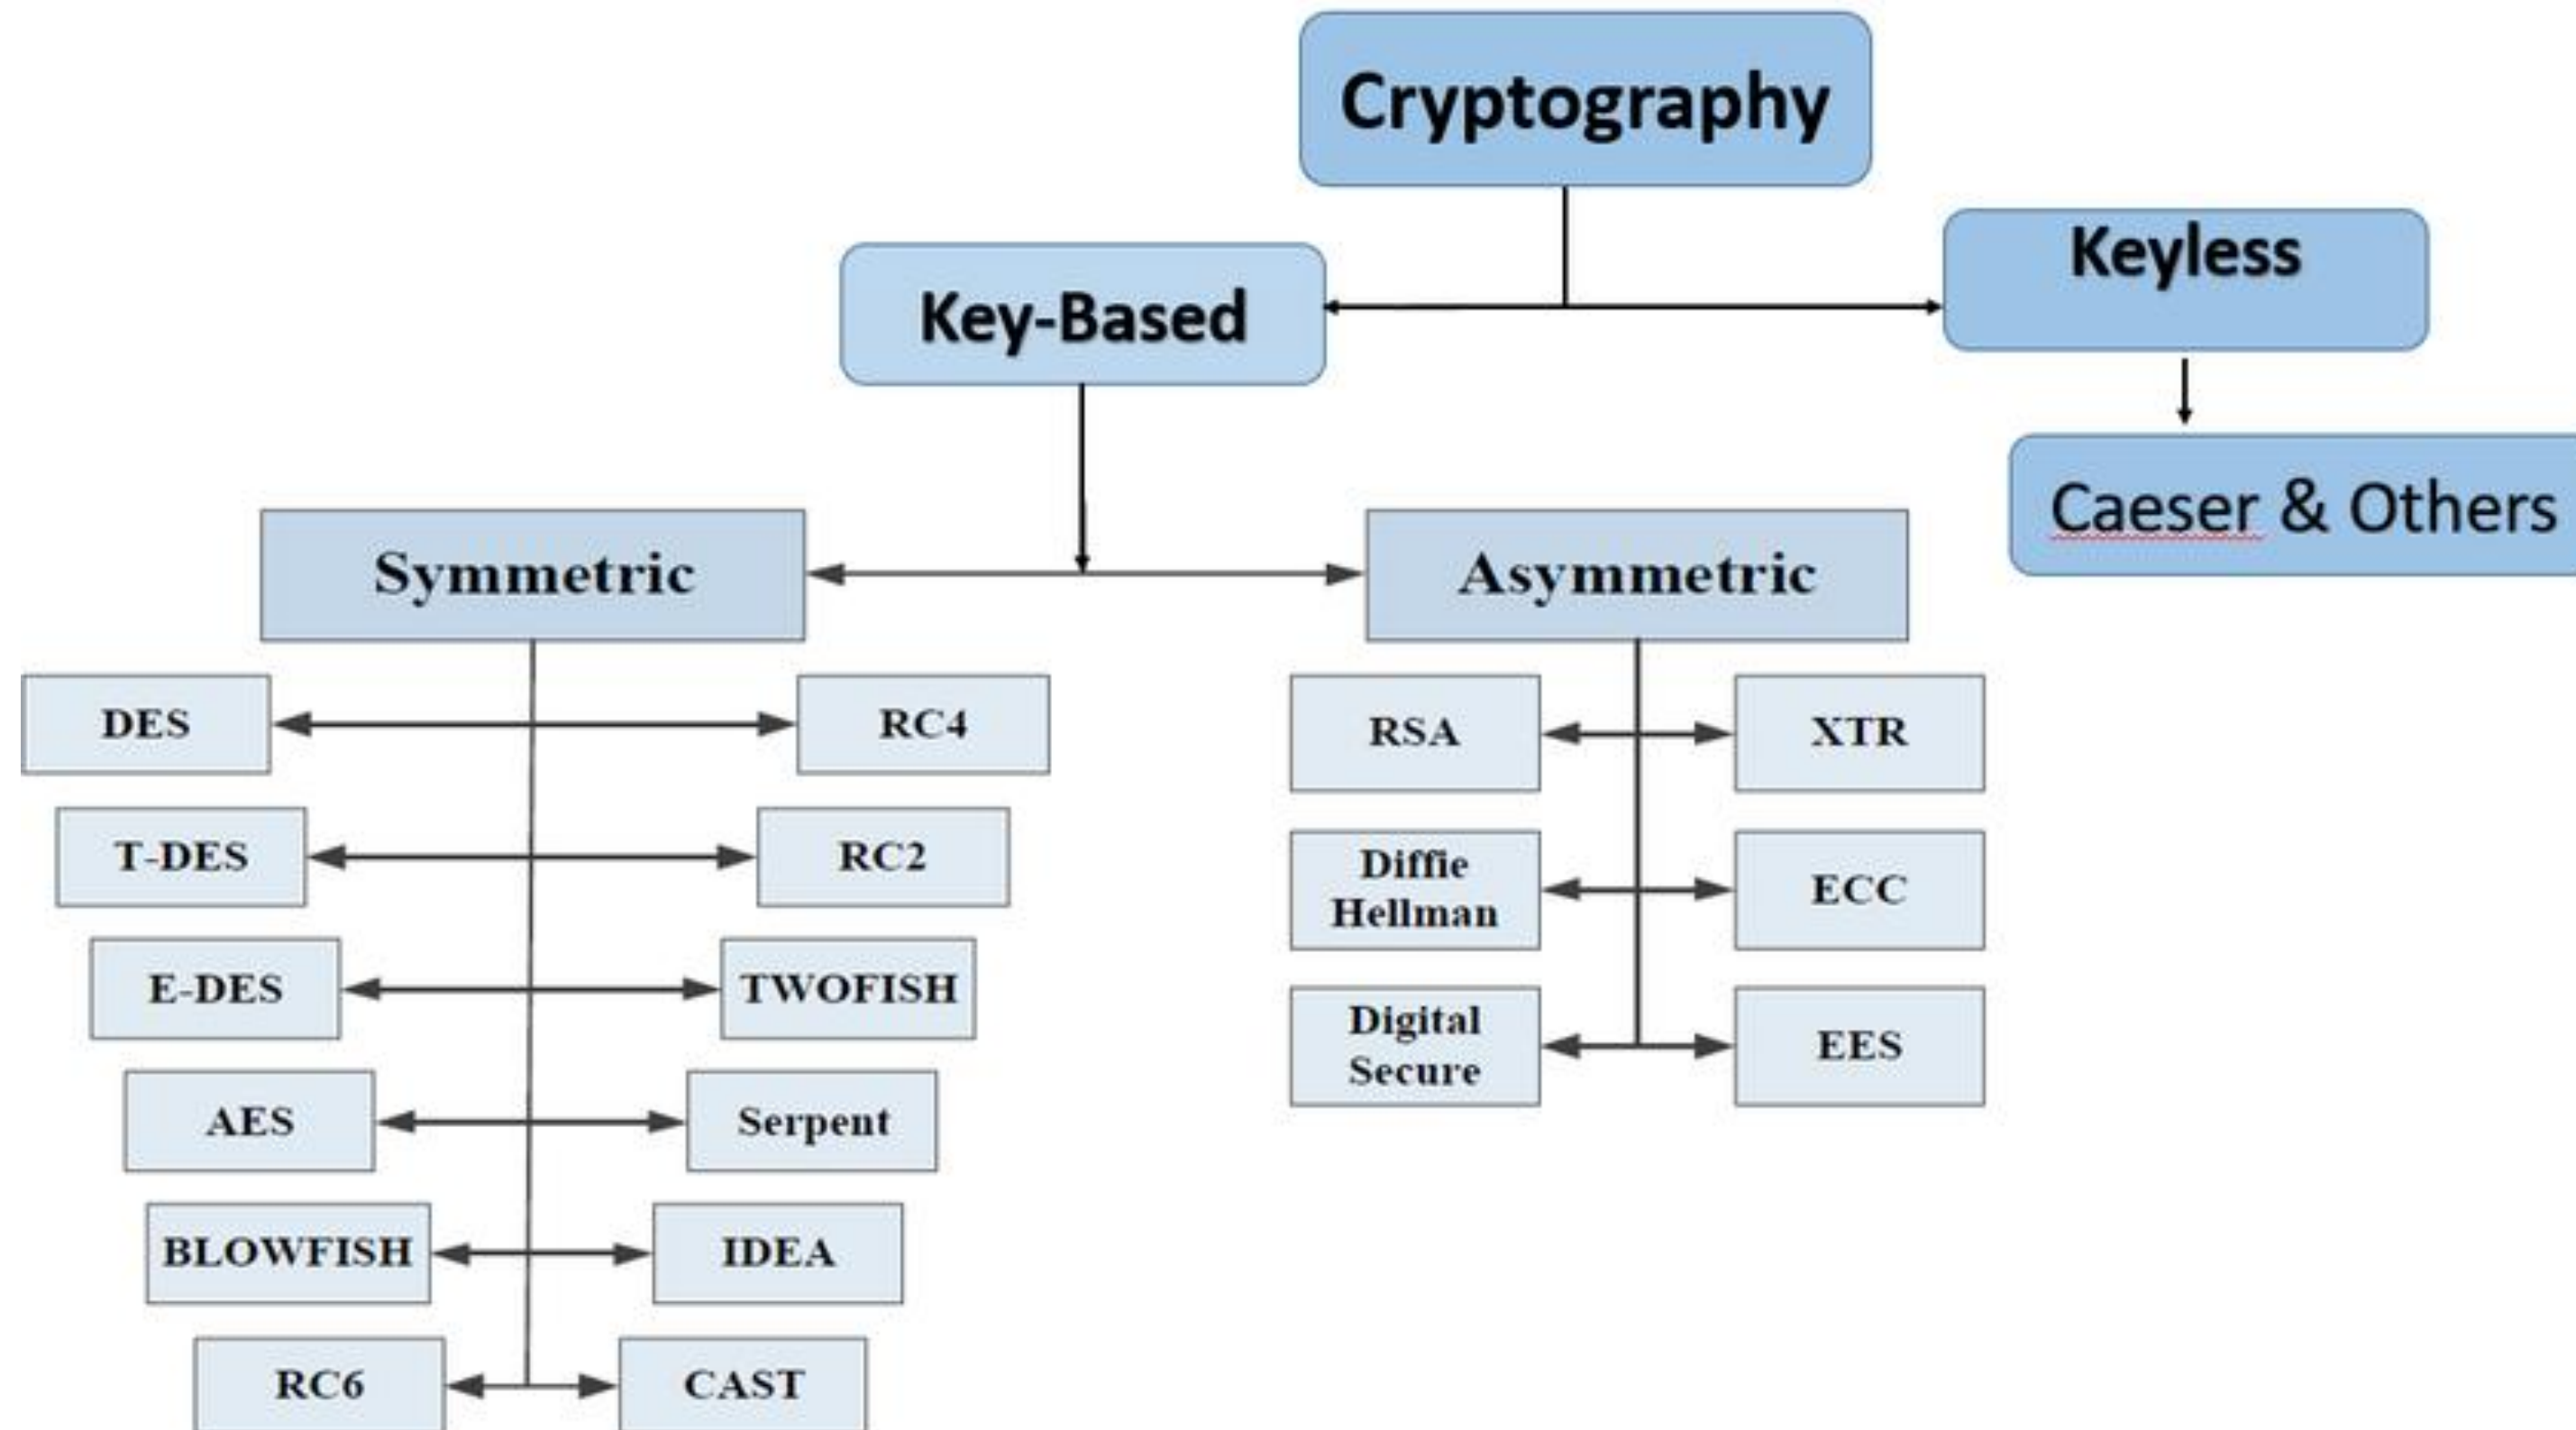 Cryptography
Keyless
Key-Based
Caeser & Others
Symmetric
Asymmetric
DES
RC4
T-DES
RC2
E-DES
TWOFISH
AES
Serpent
BLOWFISH
IDEA
RC6
CAST
RSA
XTR
Diffie
Hellman
ECC
Digital
Secure
EES